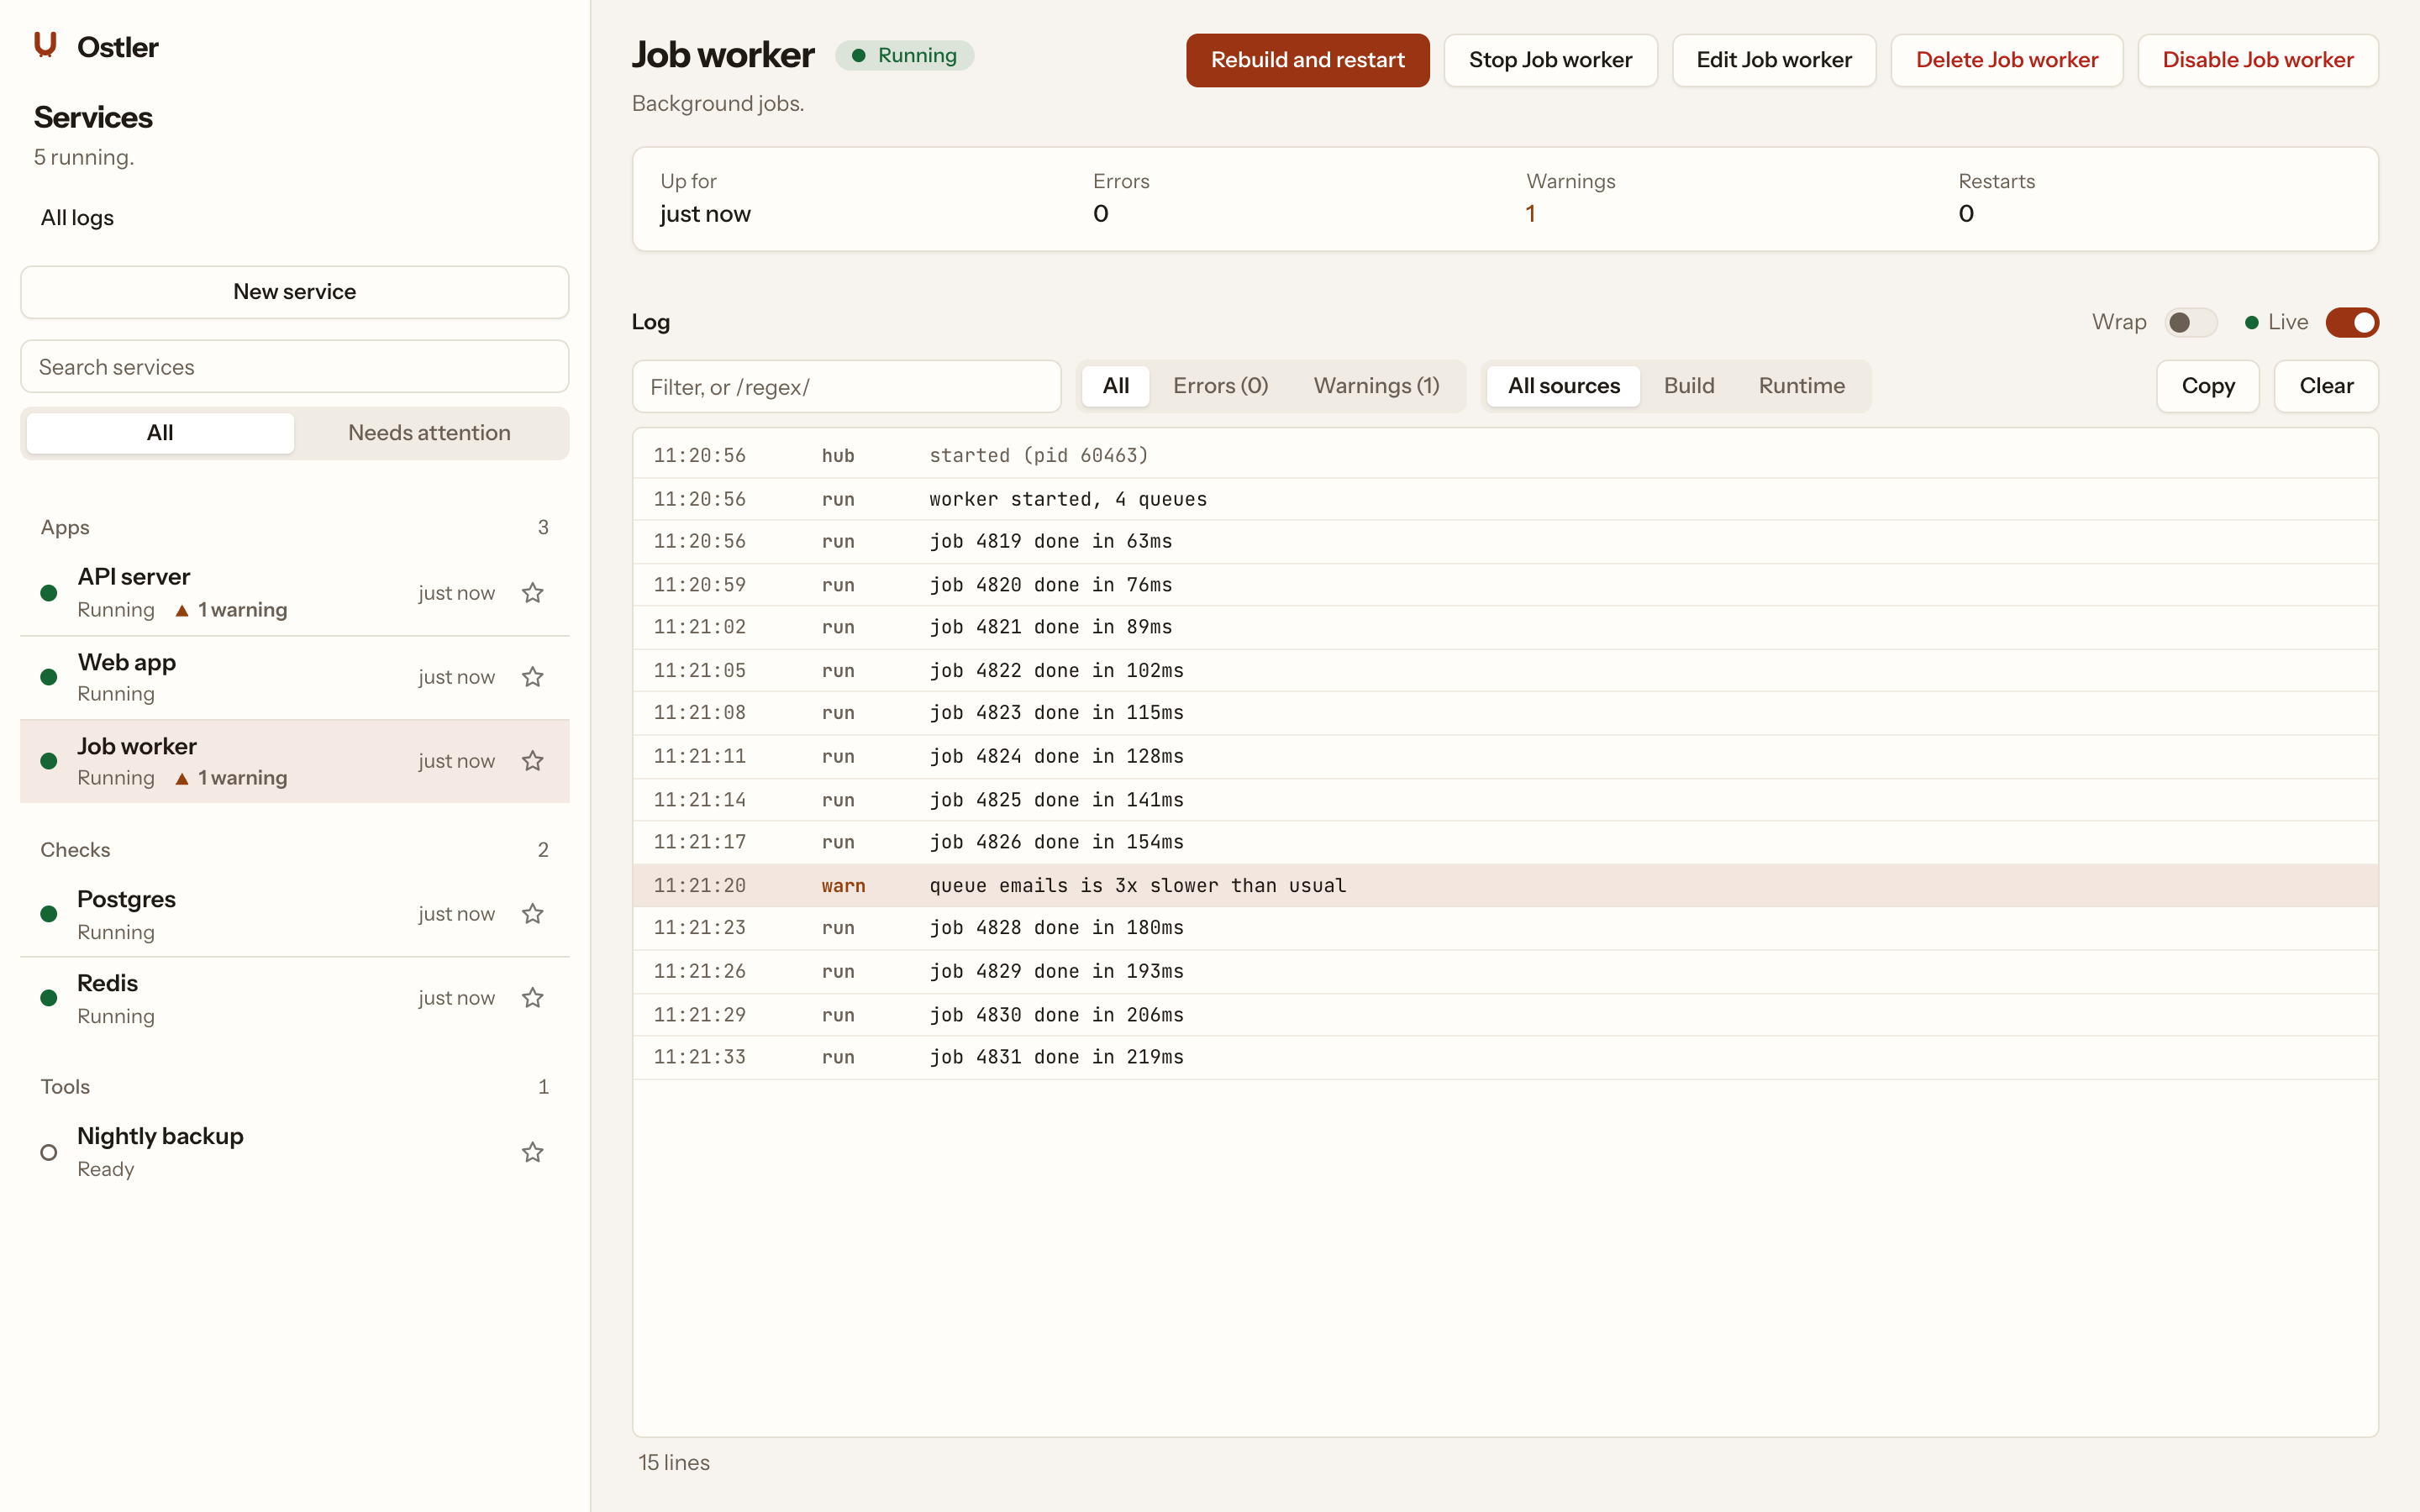 Ostler
Services
5 running.
All logs
New service
Search services
All Needs attention
Apps 3
API server
Running 1 warning just now
Web app
Running just now
Job worker
Running 1 warning just now
Checks 2
Postgres
Running just now
Redis
Running just now
Tools 1
Nightly backup
Ready
Job worker Running
Background jobs.
Rebuild and restart Stop Job worker Edit Job worker Delete Job worker Disable Job worker
Up for Errors Warnings Restarts
just now 0 1 0
Log Wrap Live
Filter, or /regex/ All Errors (0) Warnings (1) All sources Build Runtime Copy Clear
11:20:56 hub started (pid 60463)
11:20:56 run worker started, 4 queues
11:20:56 run job 4819 done in 63ms
11:20:59 run job 4820 done in 76ms
11:21:02 run job 4821 done in 89ms
11:21:05 run job 4822 done in 102ms
11:21:08 run job 4823 done in 115ms
11:21:11 run job 4824 done in 128ms
11:21:14 run job 4825 done in 141ms
11:21:17 run job 4826 done in 154ms
11:21:20 warn queue emails is 3x slower than usual
11:21:23 run job 4828 done in 180ms
11:21:26 run job 4829 done in 193ms
11:21:29 run job 4830 done in 206ms
11:21:33 run job 4831 done in 219ms
15 lines